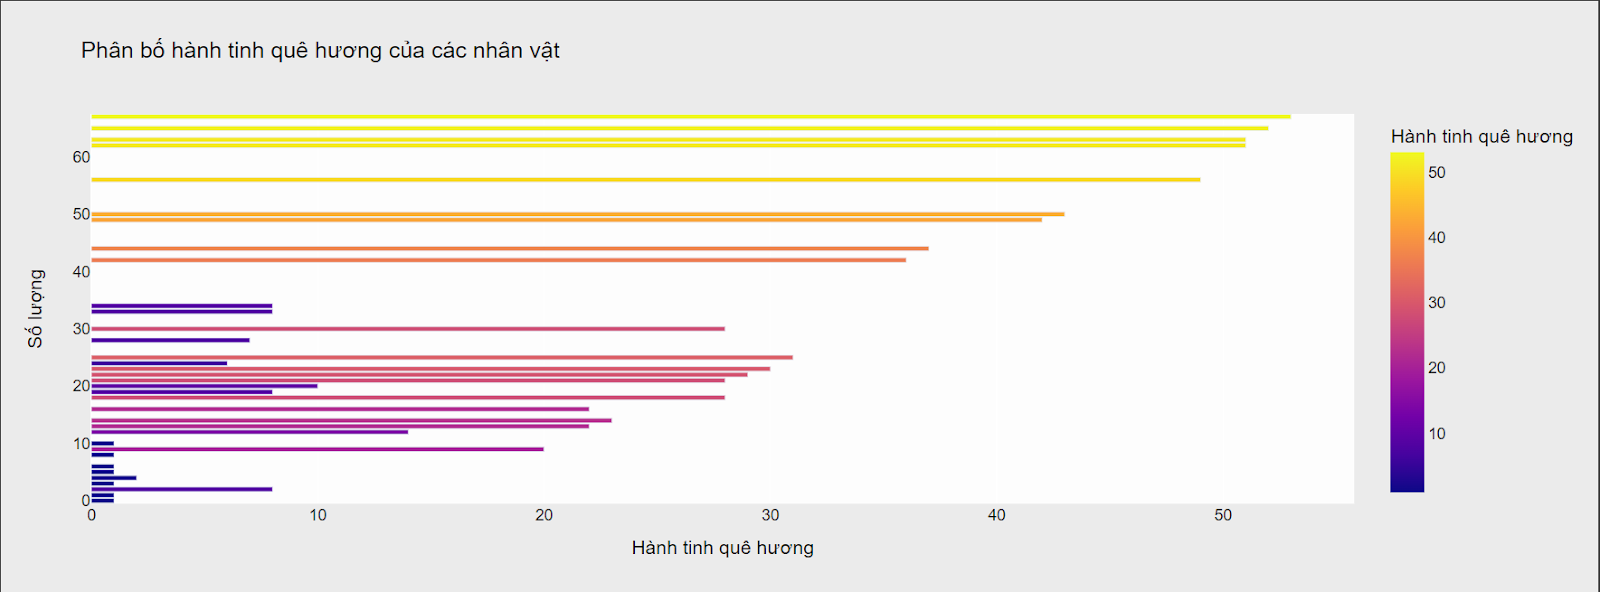 Phân bố hành tinh quê hương của các nhân vật
Số lượng
60
50
40
30
20
10
0
0 10 20 30 40 50
Hành tinh quê hương
Hành tinh quê hương
50
40
30
20
10